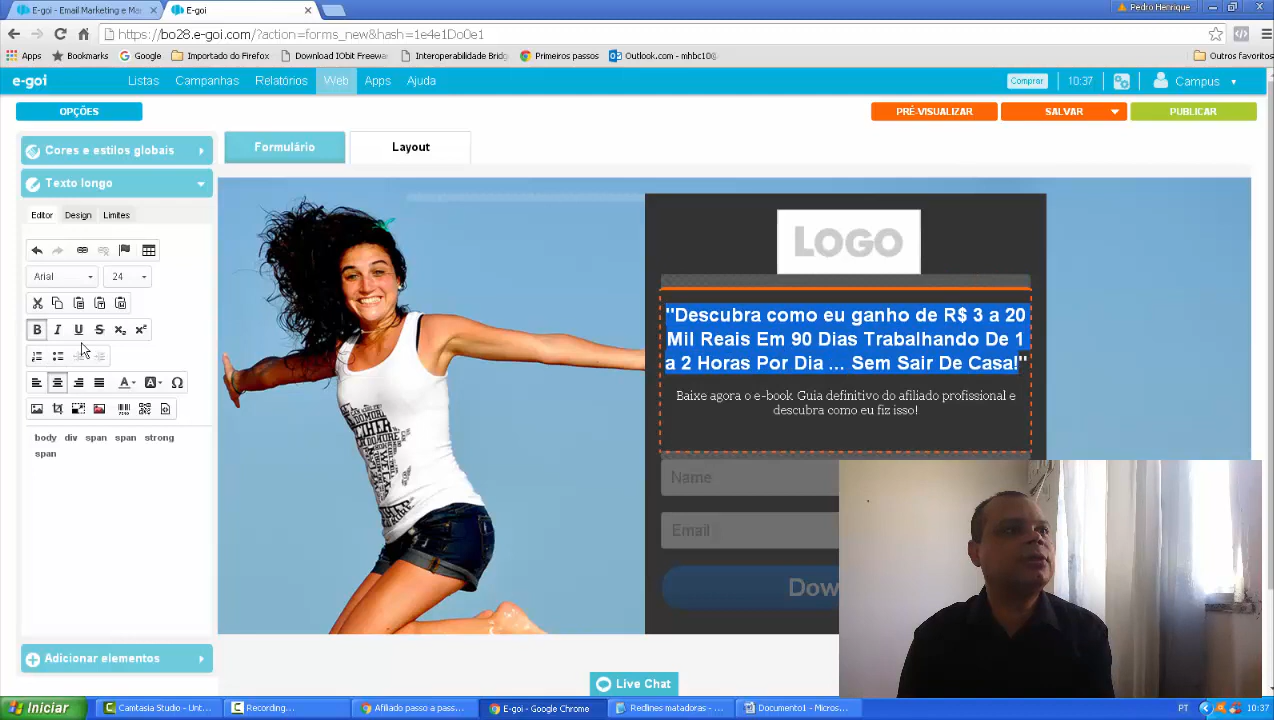 E-goi - Email Marketing e Ma
E-goi
Pedro Henrique
https://bo28.e-goi.com/?action=forms_new&hash=1e4e1Do0e1
Apps
Bookmarks
Google
Importado do Firefox
Download IObit Freewar
Interoperabilidade Bridg
Primeiros passos
Outlook.com - mhbc10@
Outros favoritos
e-goi
Listas
Campanhas
Relatórios
Web
Apps
Ajuda
Comprar
10:37
Campus
OPÇÕES
PRÉ-VISUALIZAR
SALVAR
PUBLICAR
Cores e estilos globais
Formulário
Layout
Texto longo
Editor
Design
Limites
Arial
24
B I U S x₂ x²
body div span span strong
span
Adicionar elementos
LOGO
"Descubra como eu ganho de R$ 3 a 20
Mil Reais Em 90 Dias Trabalhando De 1
a 2 Horas Por Dia ... Sem Sair De Casa!"
Baixe agora o e-book Guia definitivo do afiliado profissional e
descubra como eu fiz isso!
Name
Email
Dow
Live Chat
Iniciar
Camtasia Studio - Unt...
Recording...
Afiliado passo a pass...
E-goi - Google Chrome
Redlines matadoras - ...
Documento1 - Micros...
PT
10:37